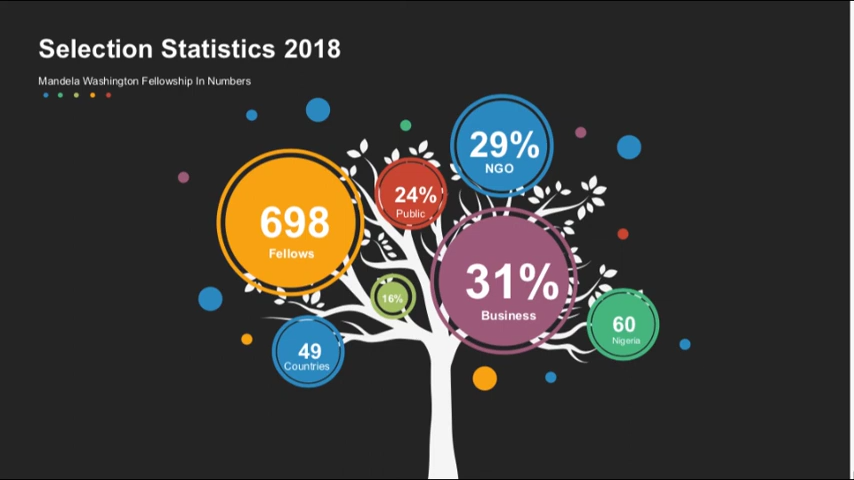 Selection Statistics 2018
Mandela Washington Fellowship In Numbers
29%
NGO
24%
Public
698
Fellows
31%
Business
16%
60
Nigeria
49
Countries